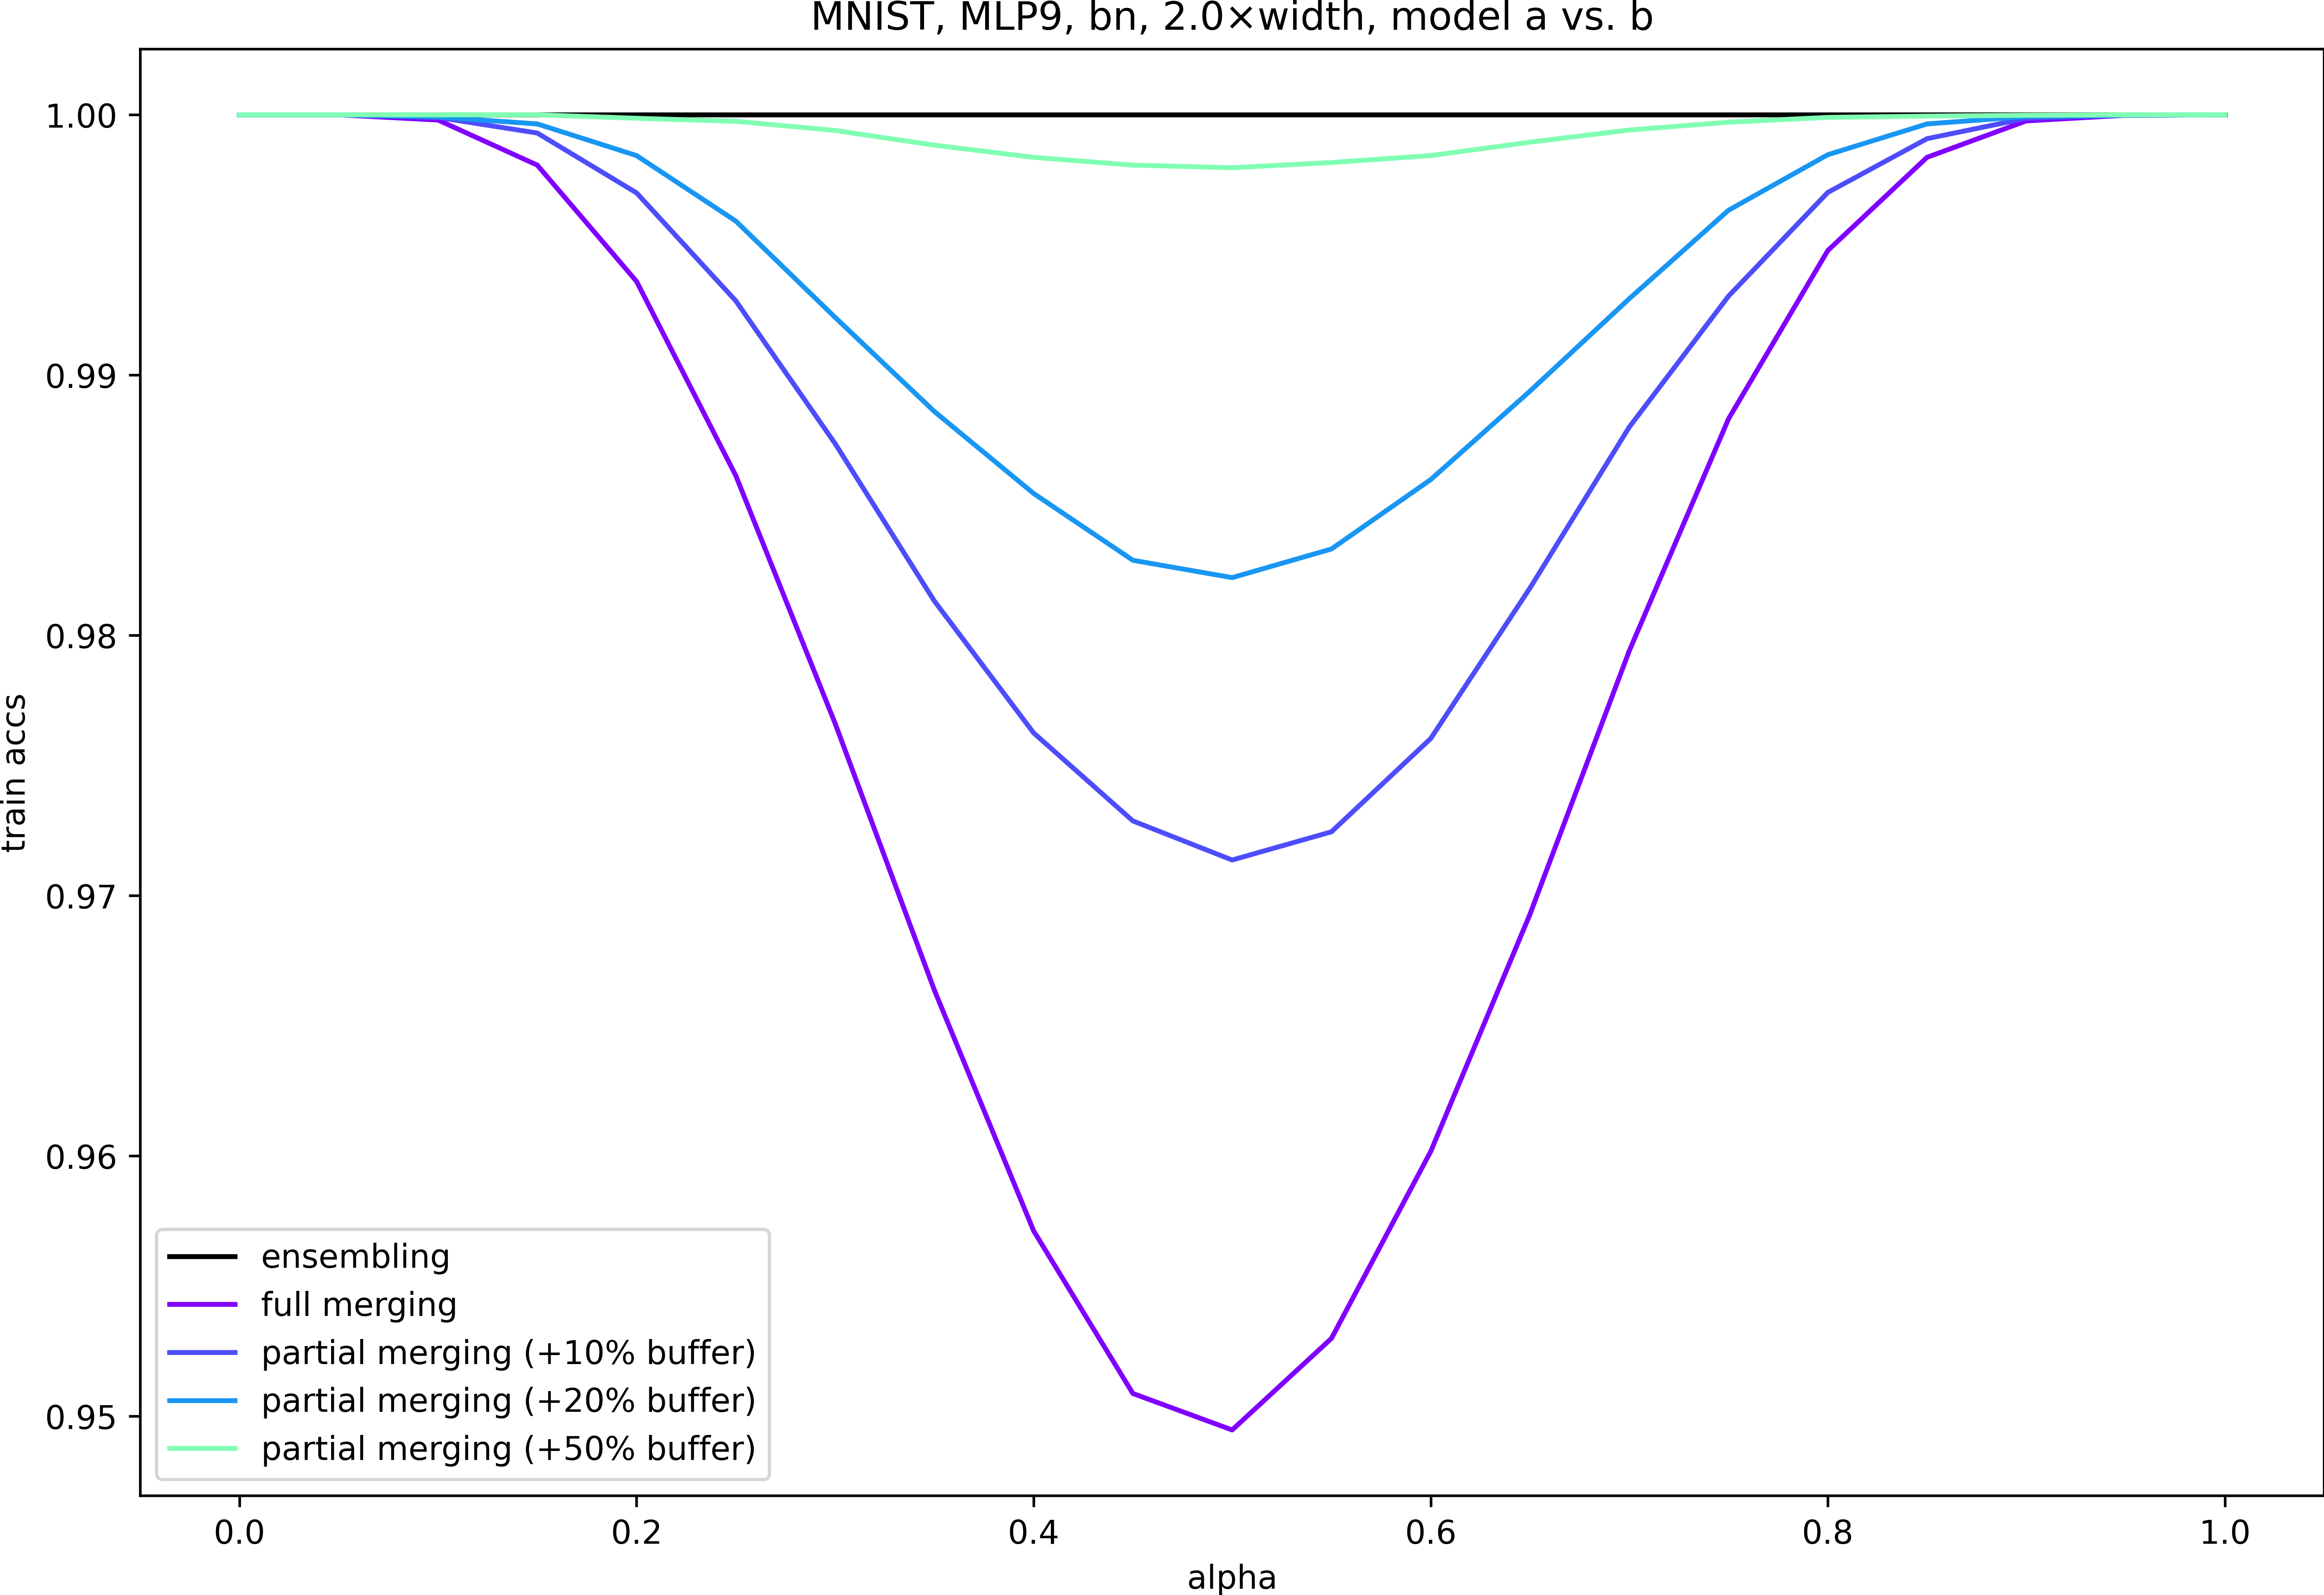 MNIST, MLP9, bn, 2.0×width, model a vs. b
1.00
0.99
0.98
0.97
0.96
0.95
train accs
ensembling
full merging
partial merging (+10% buffer)
partial merging (+20% buffer)
partial merging (+50% buffer)
0.0 0.2 0.4 0.6 0.8 1.0
alpha